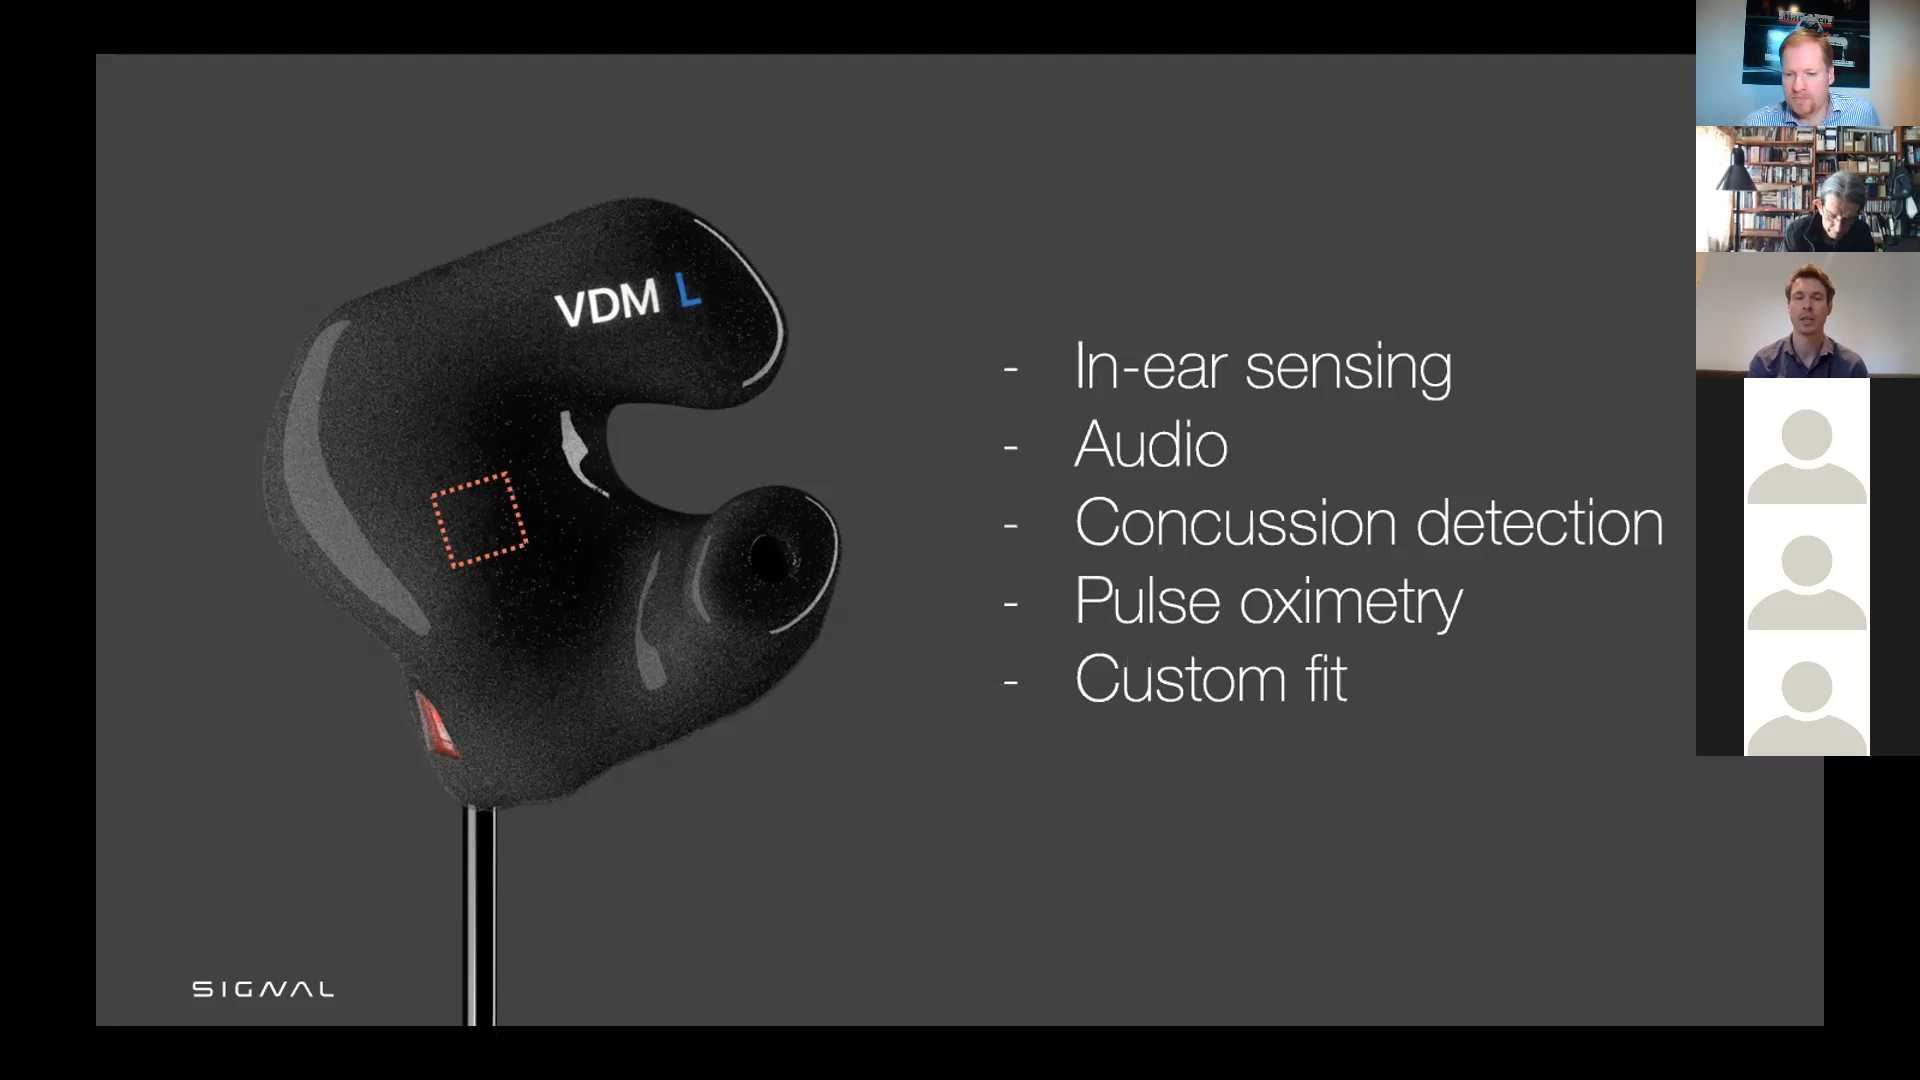 VDM L
- In-ear sensing
- Audio
- Concussion detection
- Pulse oximetry
- Custom fit
SIGNAL